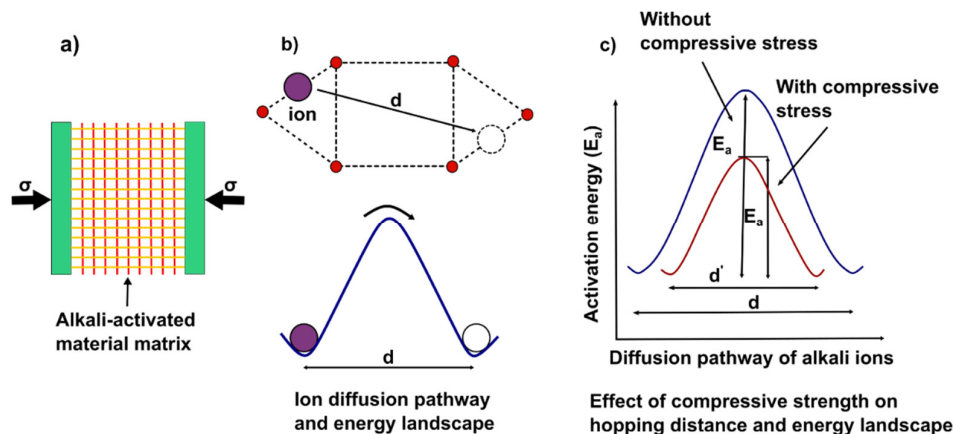 a)
σ
σ
Alkali-activated
material matrix
b)
ion
d
d
Ion diffusion pathway
and energy landscape
c)
Without
compressive stress
With compressive
stress
Activation energy (Eₐ)
Eₐ
Eₐ
d'
d
Diffusion pathway of alkali ions
Effect of compressive strength on
hopping distance and energy landscape